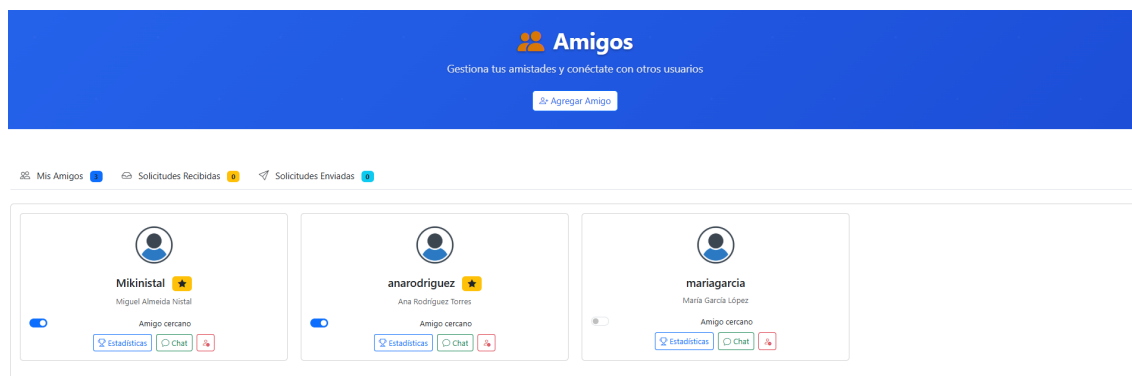 Amigos
Gestiona tus amistades y conéctate con otros usuarios
Agregar Amigo
Mis Amigos 3 Solicitudes Recibidas 0 Solicitudes Enviadas 0
Mikinistal
Miguel Almeida Nistal
Amigo cercano
Estadísticas Chat
anarodriguez
Ana Rodríguez Torres
Amigo cercano
Estadísticas Chat
mariagarcia
María García López
Amigo cercano
Estadísticas Chat